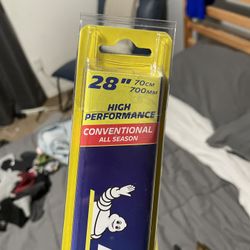 28" 70CM
700MM
HIGH
PERFORMANCE
CONVENTIONAL
ALL SEASON